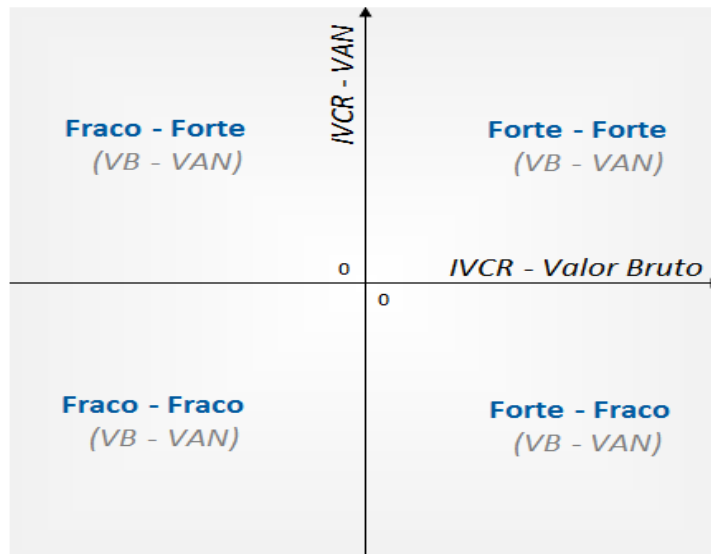 IVCR - VAN
Fraco - Forte
(VB - VAN)
Forte - Forte
(VB - VAN)
0
IVCR - Valor Bruto
0
Fraco - Fraco
(VB - VAN)
Forte - Fraco
(VB - VAN)